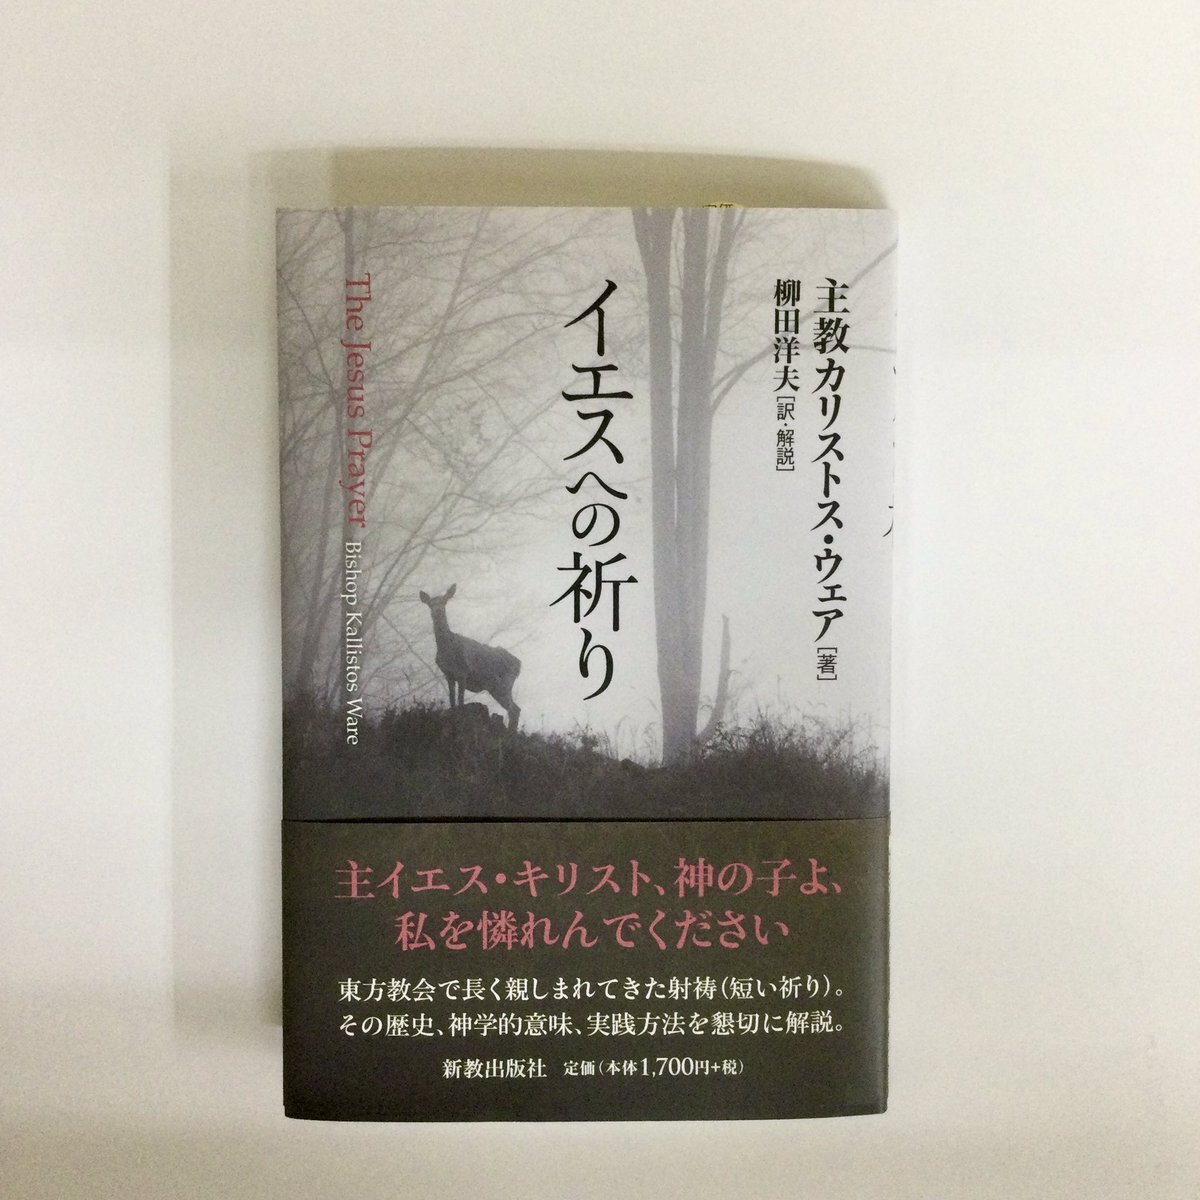 主教カリストス・ウェア[著]
柳田洋夫[訳・解説]
イエスへの祈り
The Jesus Prayer Bishop Kallistos Ware
主イエス・キリスト、神の子よ、
私を憐れんでください
東方教会で長く親しまれてきた射祷(短い祈り)。
その歴史、神学的意味、実践方法を懇切に解説。
新教出版社 定価(本体1,700円+税)